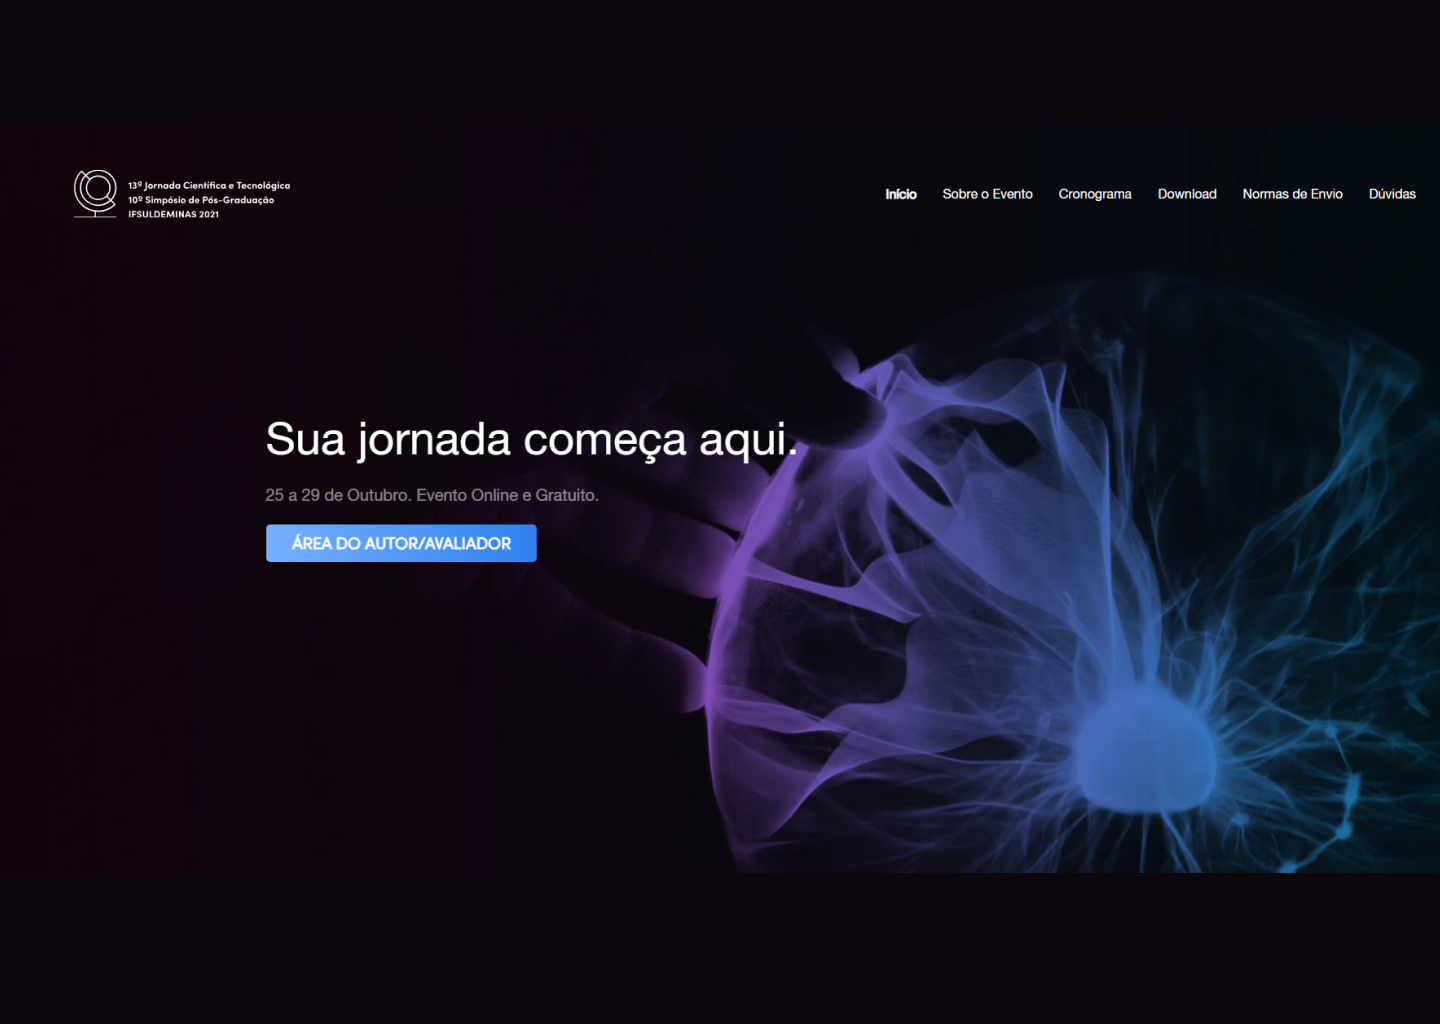 13ª Jornada Científica e Tecnológica
10º Simpósio de Pós-Graduação
IFSULDEMINAS 2021
Início
Sobre o Evento
Cronograma
Download
Normas de Envio
Dúvidas
Sua jornada começa aqui.
25 a 29 de Outubro. Evento Online e Gratuito.
ÁREA DO AUTOR/AVALIADOR